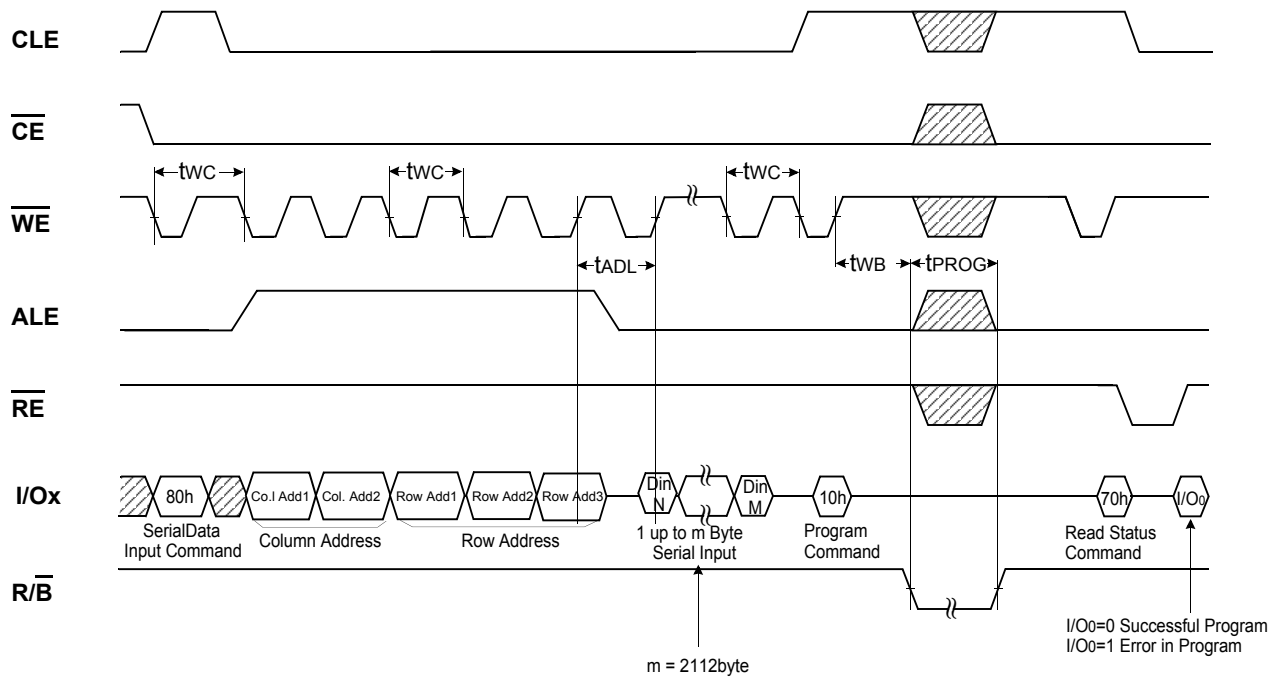 CLE
CE
tWC
tWC
tWC
WE
tADL
tWB
tPROG
ALE
RE
I/Ox
80h
Co.l Add1
Col. Add2
Row Add1
Row Add2
Row Add3
Din
N
Din
M
10h
70h
I/O0
SerialData
Input Command
Column Address
Row Address
1 up to m Byte
Serial Input
Program
Command
Read Status
Command
R/B
I/O0=0 Successful Program
I/O0=1 Error in Program
m = 2112byte